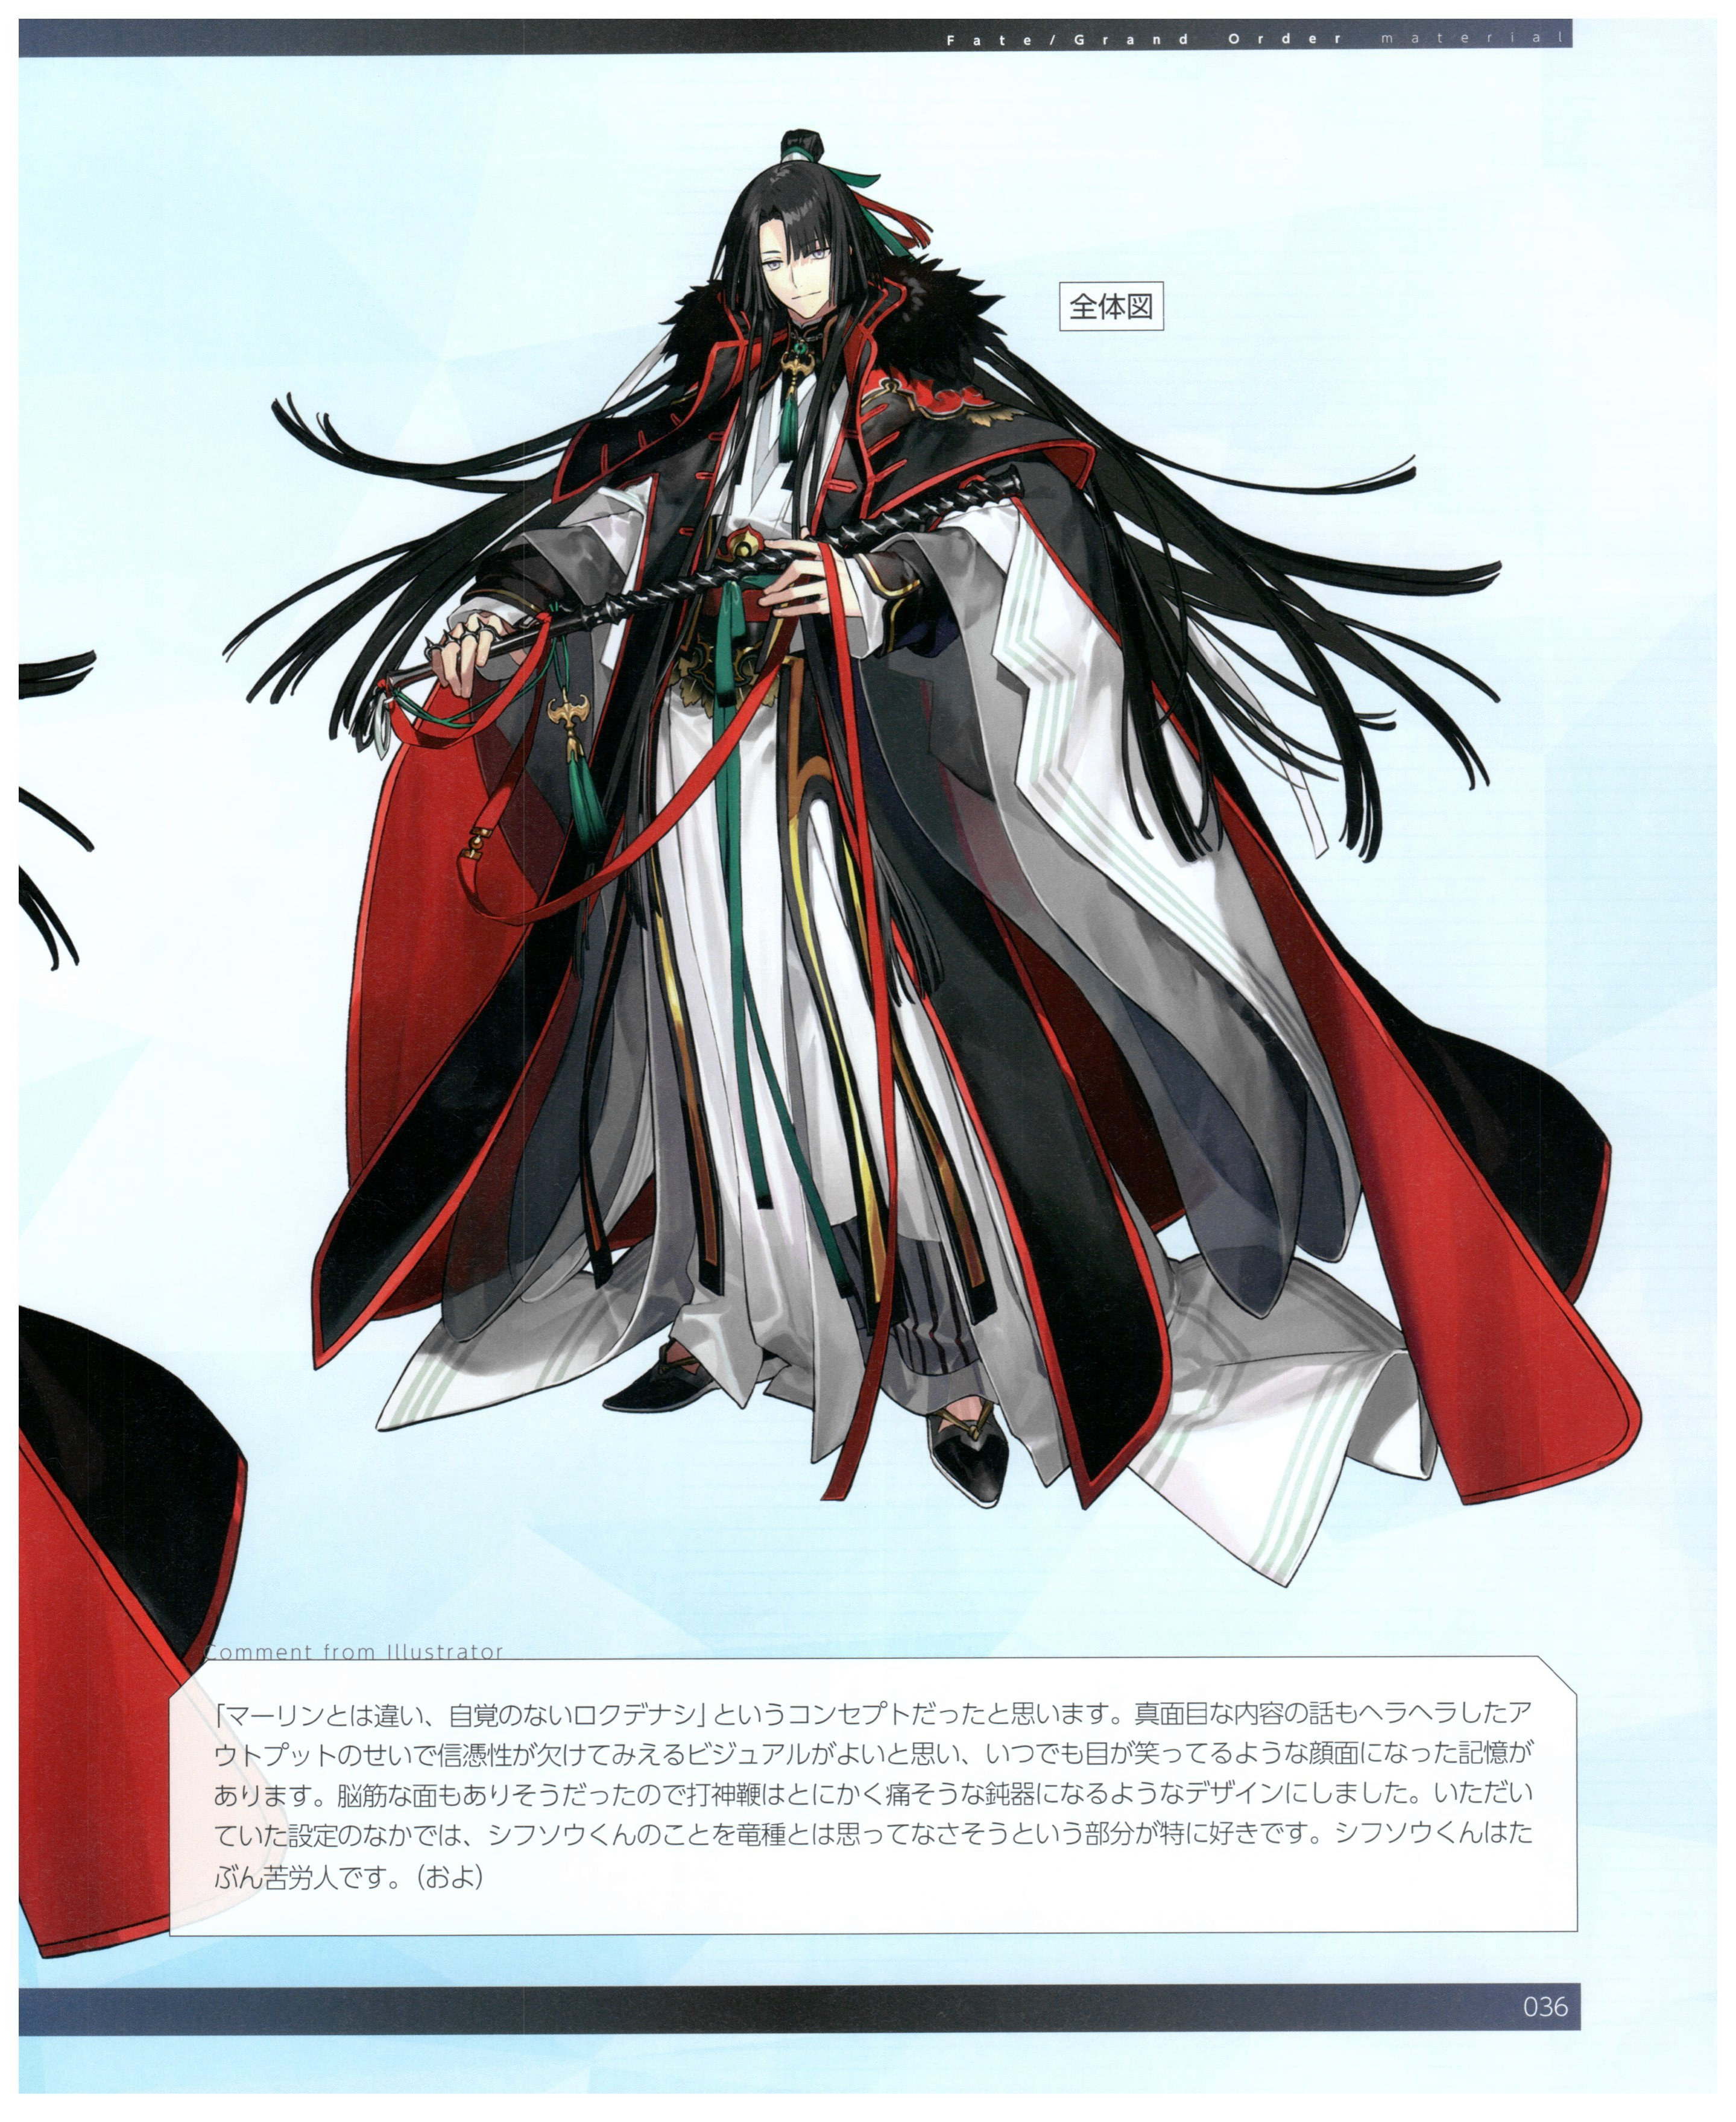 Fate/Grand Order material
全体図
Comment from Illustrator
「マーリンとは違い、自覚のないロクデナシ」というコンセプトだったと思います。真面目な内容の話もヘラヘラしたア
ウトプットのせいで信憑性が欠けてみえるビジュアルがよいと思い、いつでも目が笑ってるような顔面になった記憶が
あります。脳筋な面もありそうだったので打神鞭はとにかく痛そうな鈍器になるようなデザインにしました。いただい
ていた設定のなかでは、シフソウくんのことを竜種とは思ってなさそうという部分が特に好きです。シフソウくんはた
ぶん苦労人です。（およ）
036